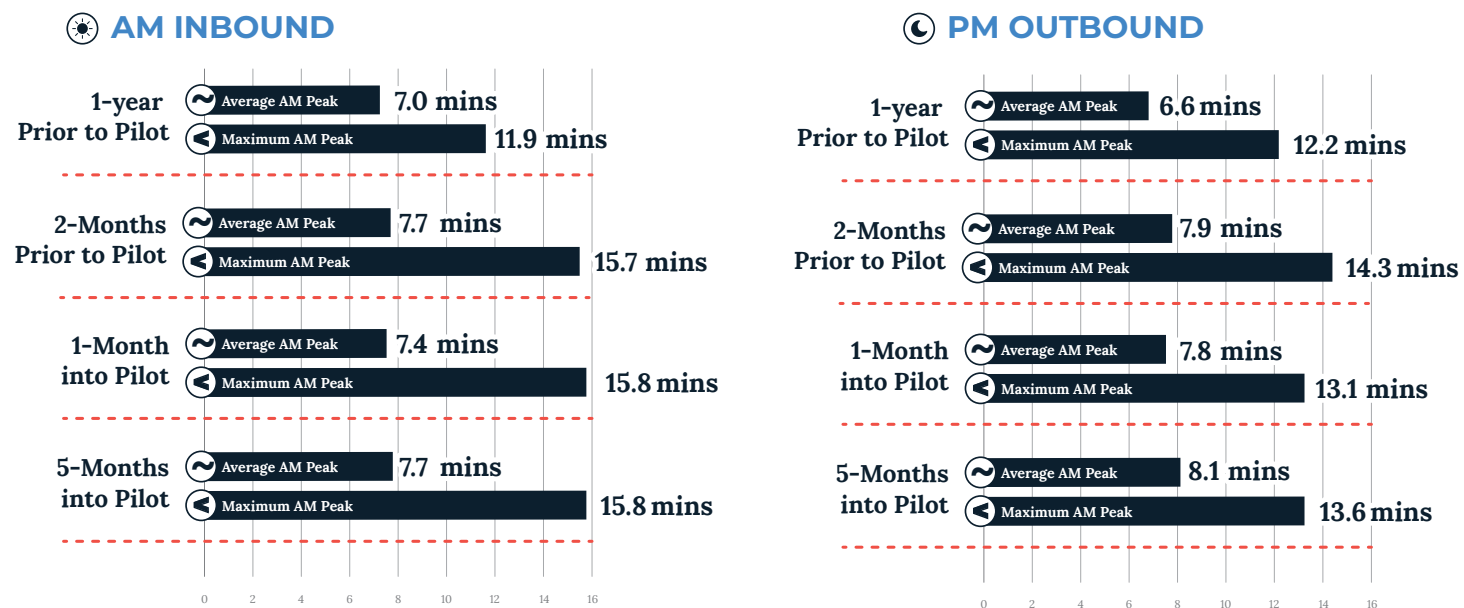 AM INBOUND
1-year
Prior to Pilot
Average AM Peak 7.0 mins
Maximum AM Peak 11.9 mins
2-Months
Prior to Pilot
Average AM Peak 7.7 mins
Maximum AM Peak 15.7 mins
1-Month
into Pilot
Average AM Peak 7.4 mins
Maximum AM Peak 15.8 mins
5-Months
into Pilot
Average AM Peak 7.7 mins
Maximum AM Peak 15.8 mins
0 2 4 6 8 10 12 14 16
PM OUTBOUND
1-year
Prior to Pilot
Average AM Peak 6.6 mins
Maximum AM Peak 12.2 mins
2-Months
Prior to Pilot
Average AM Peak 7.9 mins
Maximum AM Peak 14.3 mins
1-Month
into Pilot
Average AM Peak 7.8 mins
Maximum AM Peak 13.1 mins
5-Months
into Pilot
Average AM Peak 8.1 mins
Maximum AM Peak 13.6 mins
0 2 4 6 8 10 12 14 16